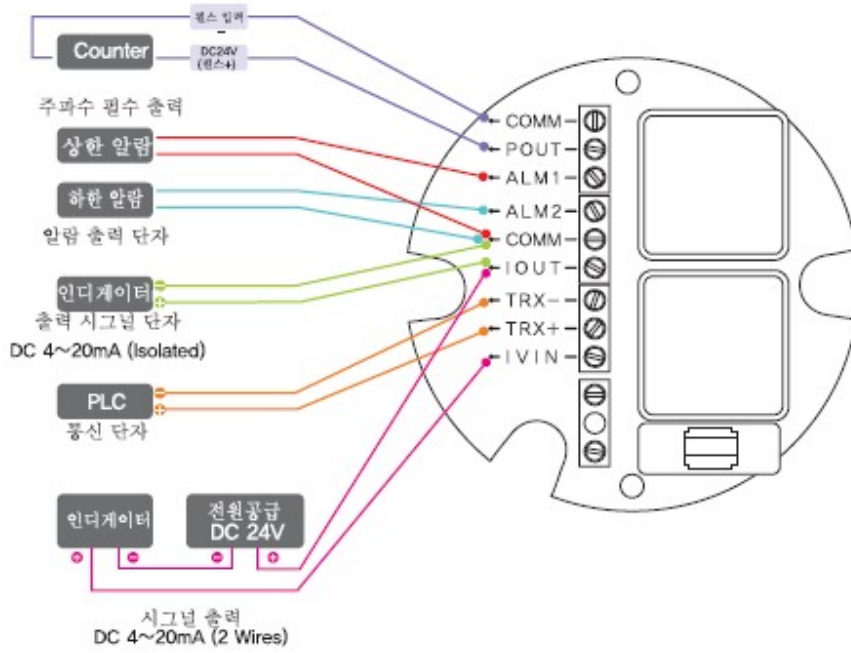 펄스 입력
−
Counter
DC24V
(펄스+)
주파수 펄수 출력
상한 알람
하한 알람
알람 출력 단자
인디게이터
출력 시그널 단자
DC 4~20mA (Isolated)
PLC
통신 단자
인디게이터
전원공급
DC 24V
시그널 출력
DC 4~20mA (2 Wires)
COMM
POUT
ALM1
ALM2
COMM
IOUT
TRX−
TRX+
IVIN